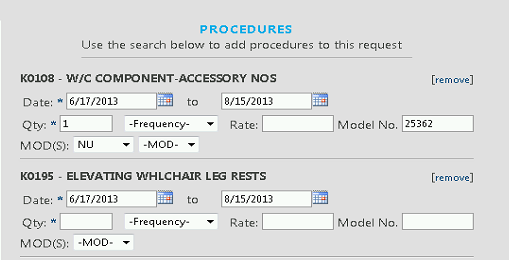 PROCEDURES
Use the search below to add procedures to this request
K0108 - W/C COMPONENT-ACCESSORY NOS [remove]
Date: * 6/17/2013 to 8/15/2013
Qty: * 1 -Frequency- Rate: Model No. 25362
MOD(S): NU -MOD-
K0195 - ELEVATING WHLCHAIR LEG RESTS [remove]
Date: * 6/17/2013 to 8/15/2013
Qty: * -Frequency- Rate: Model No.
MOD(S): -MOD-